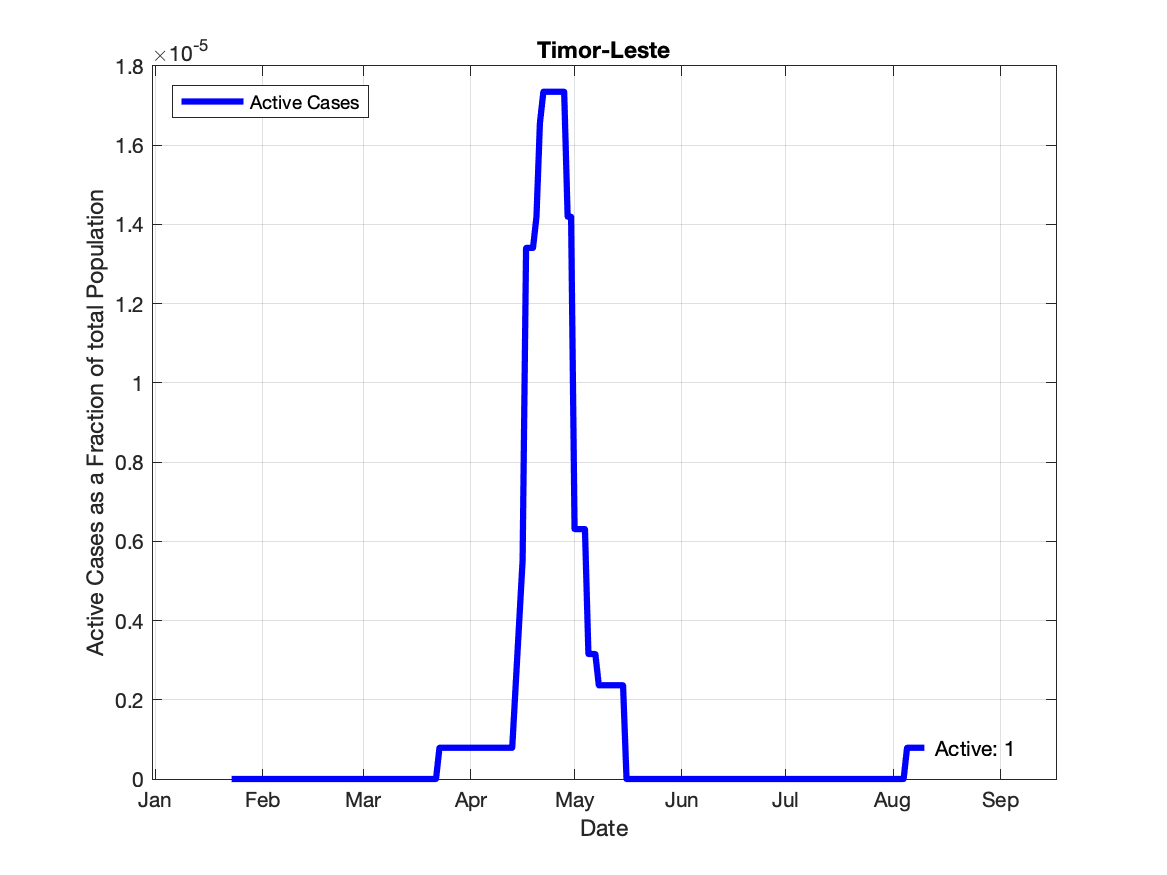 Timor-Leste
×10-5
1.8
1.6
1.4
1.2
1
0.8
0.6
0.4
0.2
0
Active Cases as a Fraction of total Population
Active Cases
Active: 1
Jan Feb Mar Apr May Jun Jul Aug Sep
Date